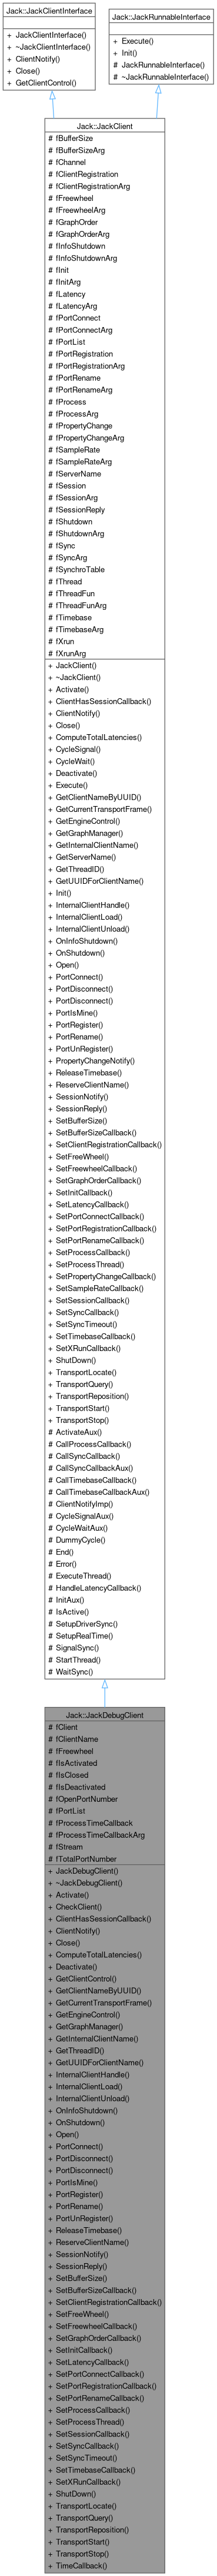 Jack::JackClientInterface
+ JackClientInterface()
+ ~JackClientInterface()
+ ClientNotify()
+ Close()
+ GetClientControl()
Jack::JackRunnableInterface
+ Execute()
+ Init()
# JackRunnableInterface()
# ~JackRunnableInterface()
Jack::JackClient
# fBufferSize
# fBufferSizeArg
# fChannel
# fClientRegistration
# fClientRegistrationArg
# fFreewheel
# fFreewheelArg
# fGraphOrder
# fGraphOrderArg
# fInfoShutdown
# fInfoShutdownArg
# fInit
# fInitArg
# fLatency
# fLatencyArg
# fPortConnect
# fPortConnectArg
# fPortList
# fPortRegistration
# fPortRegistrationArg
# fPortRename
# fPortRenameArg
# fProcess
# fProcessArg
# fPropertyChange
# fPropertyChangeArg
# fSampleRate
# fSampleRateArg
# fServerName
# fSession
# fSessionArg
# fSessionReply
# fShutdown
# fShutdownArg
# fSync
# fSyncArg
# fSynchroTable
# fThread
# fThreadFun
# fThreadFunArg
# fTimebase
# fTimebaseArg
# fXrun
# fXrunArg
+ JackClient()
+ ~JackClient()
+ Activate()
+ ClientHasSessionCallback()
+ ClientNotify()
+ Close()
+ ComputeTotalLatencies()
+ CycleSignal()
+ CycleWait()
+ Deactivate()
+ Execute()
+ GetClientNameByUUID()
+ GetCurrentTransportFrame()
+ GetEngineControl()
+ GetGraphManager()
+ GetInternalClientName()
+ GetServerName()
+ GetThreadID()
+ GetUUIDForClientName()
+ Init()
+ InternalClientHandle()
+ InternalClientLoad()
+ InternalClientUnload()
+ OnInfoShutdown()
+ OnShutdown()
+ Open()
+ PortConnect()
+ PortDisconnect()
+ PortDisconnect()
+ PortIsMine()
+ PortRegister()
+ PortRename()
+ PortUnRegister()
+ PropertyChangeNotify()
+ ReleaseTimebase()
+ ReserveClientName()
+ SessionNotify()
+ SessionReply()
+ SetBufferSize()
+ SetBufferSizeCallback()
+ SetClientRegistrationCallback()
+ SetFreeWheel()
+ SetFreewheelCallback()
+ SetGraphOrderCallback()
+ SetInitCallback()
+ SetLatencyCallback()
+ SetPortConnectCallback()
+ SetPortRegistrationCallback()
+ SetPortRenameCallback()
+ SetProcessCallback()
+ SetProcessThread()
+ SetPropertyChangeCallback()
+ SetSampleRateCallback()
+ SetSessionCallback()
+ SetSyncCallback()
+ SetSyncTimeout()
+ SetTimebaseCallback()
+ SetXRunCallback()
+ ShutDown()
+ TransportLocate()
+ TransportQuery()
+ TransportReposition()
+ TransportStart()
+ TransportStop()
# ActivateAux()
# CallProcessCallback()
# CallSyncCallback()
# CallSyncCallbackAux()
# CallTimebaseCallback()
# CallTimebaseCallbackAux()
# ClientNotifyImp()
# CycleSignalAux()
# CycleWaitAux()
# DummyCycle()
# End()
# Error()
# ExecuteThread()
# HandleLatencyCallback()
# InitAux()
# IsActive()
# SetupDriverSync()
# SetupRealTime()
# SignalSync()
# StartThread()
# WaitSync()
Jack::JackDebugClient
# fClient
# fClientName
# fFreewheel
# fIsActivated
# fIsClosed
# fIsDeactivated
# fOpenPortNumber
# fPortList
# fProcessTimeCallback
# fProcessTimeCallbackArg
# fStream
# fTotalPortNumber
+ JackDebugClient()
+ ~JackDebugClient()
+ Activate()
+ CheckClient()
+ ClientHasSessionCallback()
+ ClientNotify()
+ Close()
+ ComputeTotalLatencies()
+ Deactivate()
+ GetClientControl()
+ GetClientNameByUUID()
+ GetCurrentTransportFrame()
+ GetEngineControl()
+ GetGraphManager()
+ GetInternalClientName()
+ GetThreadID()
+ GetUUIDForClientName()
+ InternalClientHandle()
+ InternalClientLoad()
+ InternalClientUnload()
+ OnInfoShutdown()
+ OnShutdown()
+ Open()
+ PortConnect()
+ PortDisconnect()
+ PortDisconnect()
+ PortIsMine()
+ PortRegister()
+ PortRename()
+ PortUnRegister()
+ ReleaseTimebase()
+ ReserveClientName()
+ SessionNotify()
+ SessionReply()
+ SetBufferSize()
+ SetBufferSizeCallback()
+ SetClientRegistrationCallback()
+ SetFreeWheel()
+ SetFreewheelCallback()
+ SetGraphOrderCallback()
+ SetInitCallback()
+ SetLatencyCallback()
+ SetPortConnectCallback()
+ SetPortRegistrationCallback()
+ SetPortRenameCallback()
+ SetProcessCallback()
+ SetProcessThread()
+ SetSessionCallback()
+ SetSyncCallback()
+ SetSyncTimeout()
+ SetTimebaseCallback()
+ SetXRunCallback()
+ ShutDown()
+ TransportLocate()
+ TransportQuery()
+ TransportReposition()
+ TransportStart()
+ TransportStop()
+ TimeCallback()